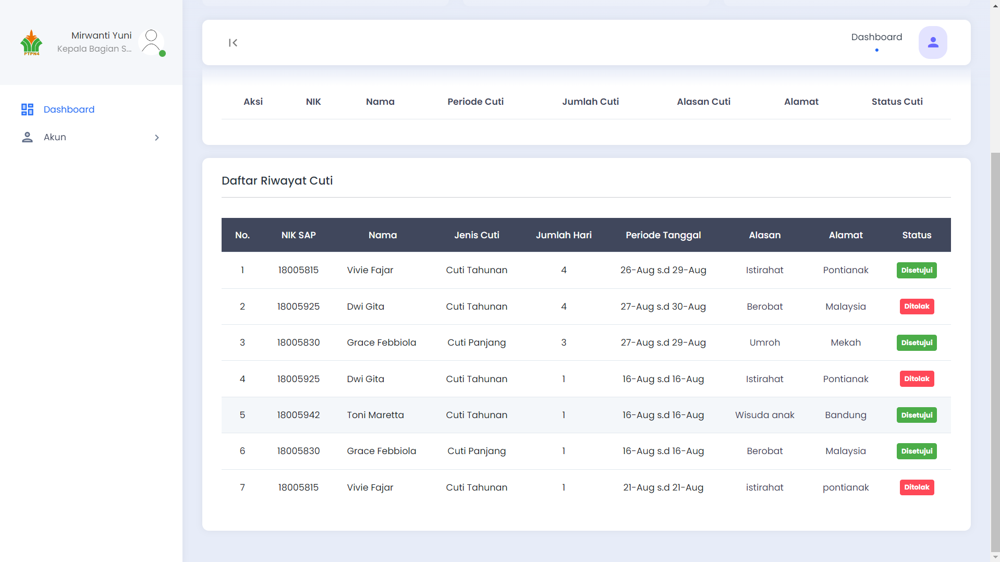 PTPN4
Mirwanti Yuni
Kepala Bagian S...
Dashboard
Akun
Dashboard
Aksi NIK Nama Periode Cuti Jumlah Cuti Alasan Cuti Alamat Status Cuti
Daftar Riwayat Cuti
No. NIK SAP Nama Jenis Cuti Jumlah Hari Periode Tanggal Alasan Alamat Status
1 18005815 Vivie Fajar Cuti Tahunan 4 26-Aug s.d 29-Aug Istirahat Pontianak Disetujui
2 18005925 Dwi Gita Cuti Tahunan 4 27-Aug s.d 30-Aug Berobat Malaysia Ditolak
3 18005830 Grace Febbiola Cuti Panjang 3 27-Aug s.d 29-Aug Umroh Mekah Disetujui
4 18005925 Dwi Gita Cuti Tahunan 1 16-Aug s.d 16-Aug Istirahat Pontianak Ditolak
5 18005942 Toni Maretta Cuti Tahunan 1 16-Aug s.d 16-Aug Wisuda anak Bandung Disetujui
6 18005830 Grace Febbiola Cuti Panjang 1 16-Aug s.d 16-Aug Berobat Malaysia Disetujui
7 18005815 Vivie Fajar Cuti Tahunan 1 21-Aug s.d 21-Aug istirahat pontianak Ditolak